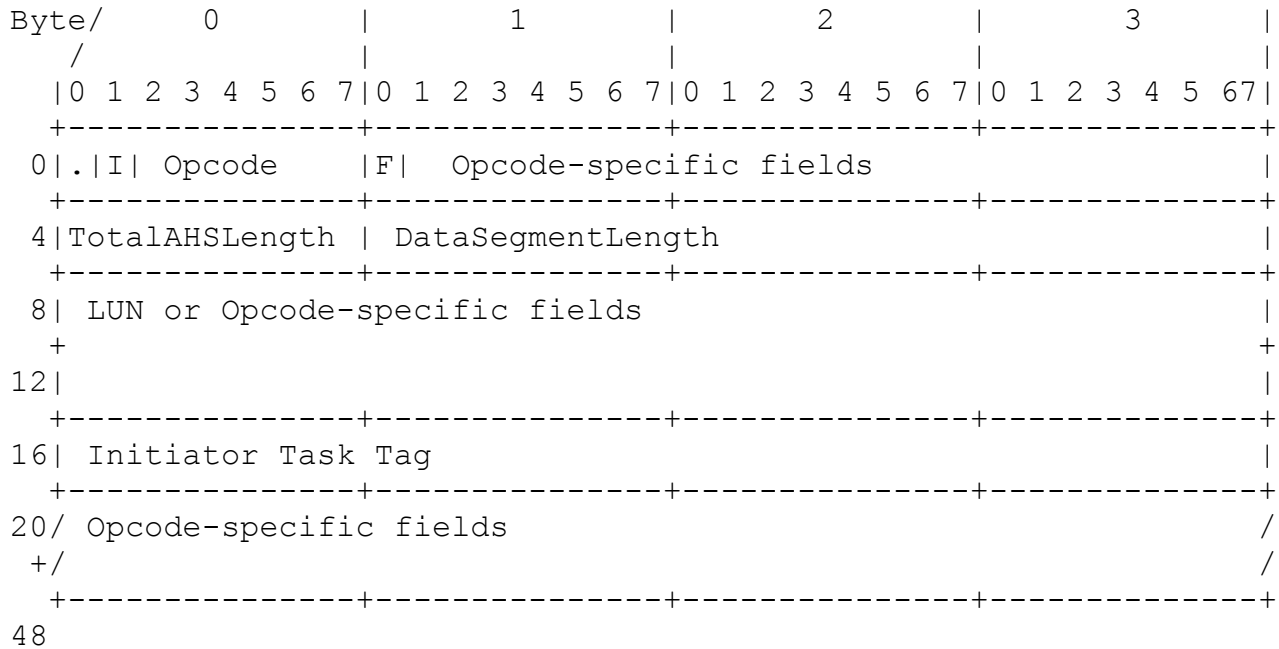 Byte/     0       |       1       |       2       |       3      |
   /              |               |               |              |
  |0 1 2 3 4 5 6 7|0 1 2 3 4 5 6 7|0 1 2 3 4 5 6 7|0 1 2 3 4 5 67|
  +---------------+---------------+---------------+--------------+
 0|.|I| Opcode    |F|  Opcode-specific fields                    |
  +---------------+---------------+---------------+--------------+
 4|TotalAHSLength | DataSegmentLength                            |
  +---------------+---------------+---------------+--------------+
 8| LUN or Opcode-specific fields                                |
  +                                                              +
12|                                                              |
  +---------------+---------------+---------------+--------------+
16| Initiator Task Tag                                           |
  +---------------+---------------+---------------+--------------+
20/ Opcode-specific fields                                       /
 +/                                                              /
  +---------------+---------------+---------------+--------------+
48